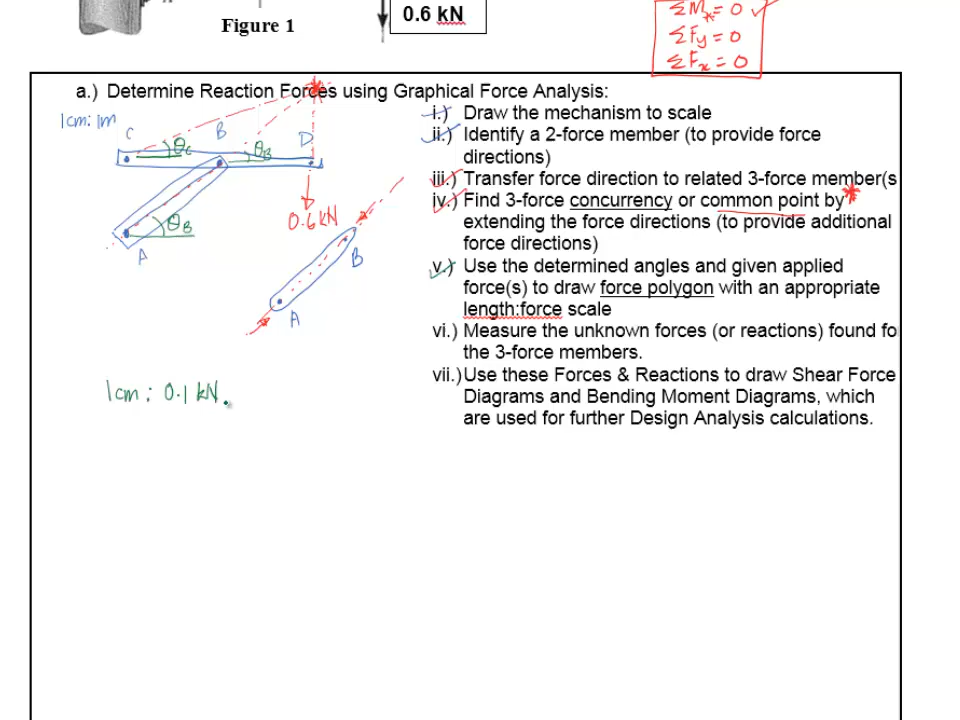 Figure 1
0.6 kN
ΣM* = 0 ✓
ΣFy = 0
ΣFx = 0
a.) Determine Reaction Forces using Graphical Force Analysis:
1cm: 1m
C
B
D
θc
θB
θB
A
0.6kN
B
A
1cm : 0.1 kN.
i.) Draw the mechanism to scale
ii.) Identify a 2-force member (to provide force
directions)
iii.) Transfer force direction to related 3-force member(s
iv.) Find 3-force concurrency or common point by*
extending the force directions (to provide additional
force directions)
v.) Use the determined angles and given applied
force(s) to draw force polygon with an appropriate
length:force scale
vi.) Measure the unknown forces (or reactions) found fo
the 3-force members.
vii.) Use these Forces & Reactions to draw Shear Force
Diagrams and Bending Moment Diagrams, which
are used for further Design Analysis calculations.